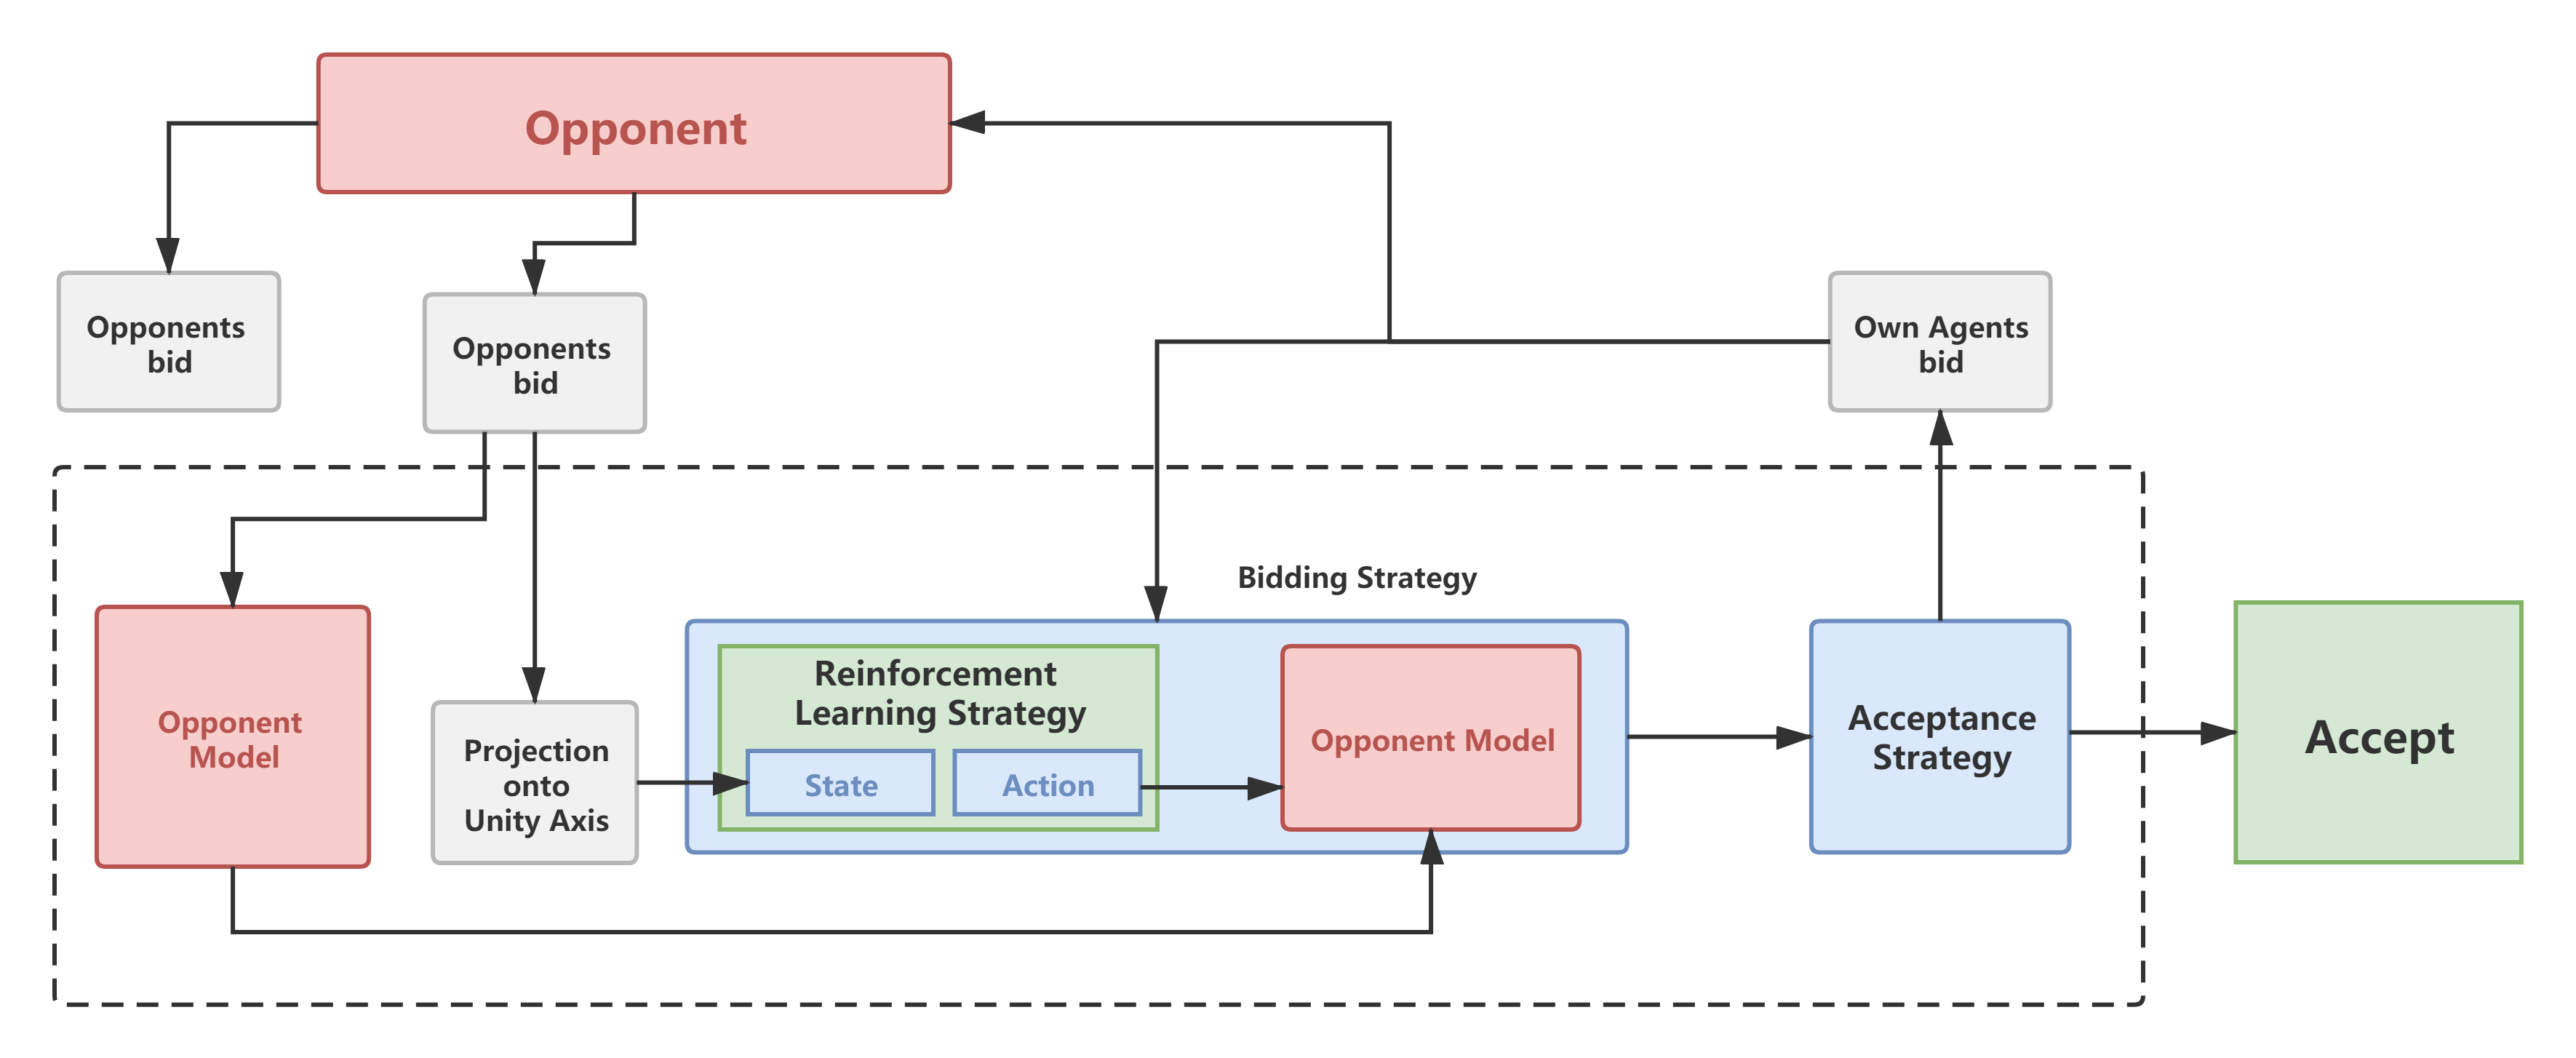 Opponent
Opponents
bid
Opponents
bid
Own Agents
bid
Bidding Strategy
Opponent
Model
Projection
onto
Unity Axis
Reinforcement
Learning Strategy
State
Action
Opponent Model
Acceptance
Strategy
Accept